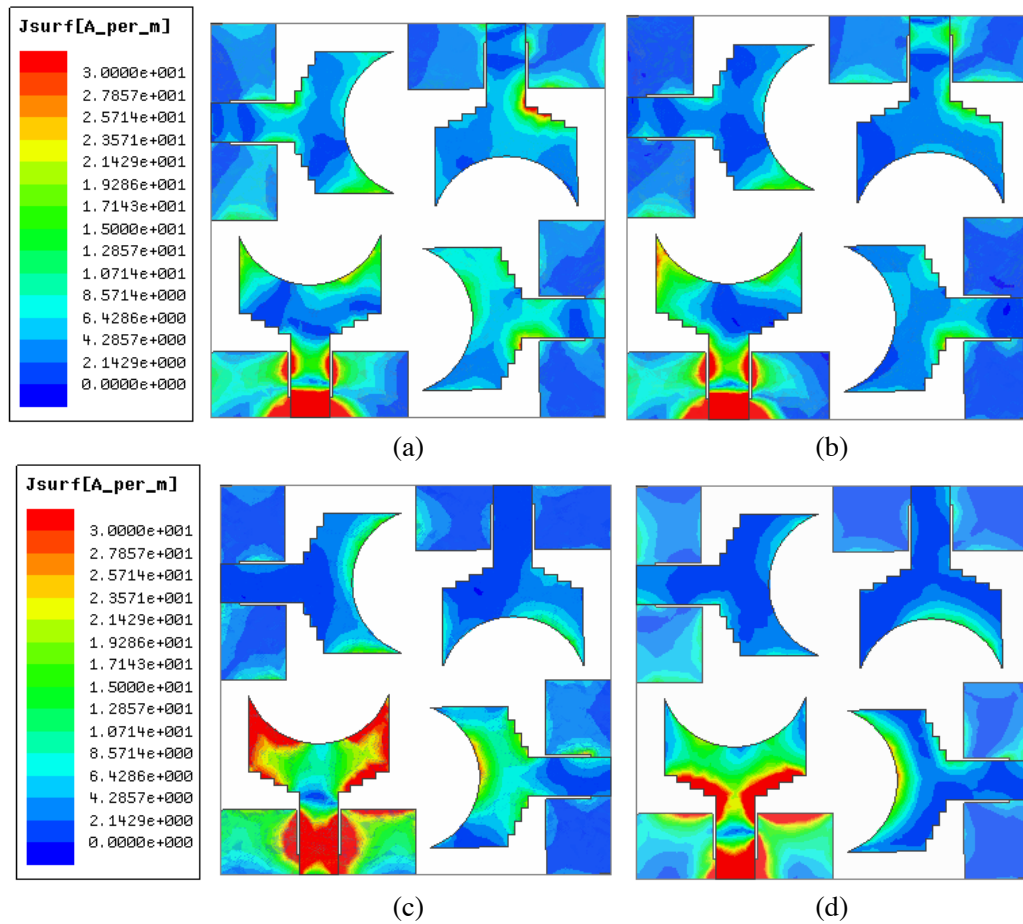 Jsurf[A_per_m]
3.0000e+001
2.7857e+001
2.5714e+001
2.3571e+001
2.1429e+001
1.9286e+001
1.7143e+001
1.5000e+001
1.2857e+001
1.0714e+001
8.5714e+000
6.4286e+000
4.2857e+000
2.1429e+000
0.0000e+000
(a)
(b)
Jsurf[A_per_m]
3.0000e+001
2.7857e+001
2.5714e+001
2.3571e+001
2.1429e+001
1.9286e+001
1.7143e+001
1.5000e+001
1.2857e+001
1.0714e+001
8.5714e+000
6.4286e+000
4.2857e+000
2.1429e+000
0.0000e+000
(c)
(d)